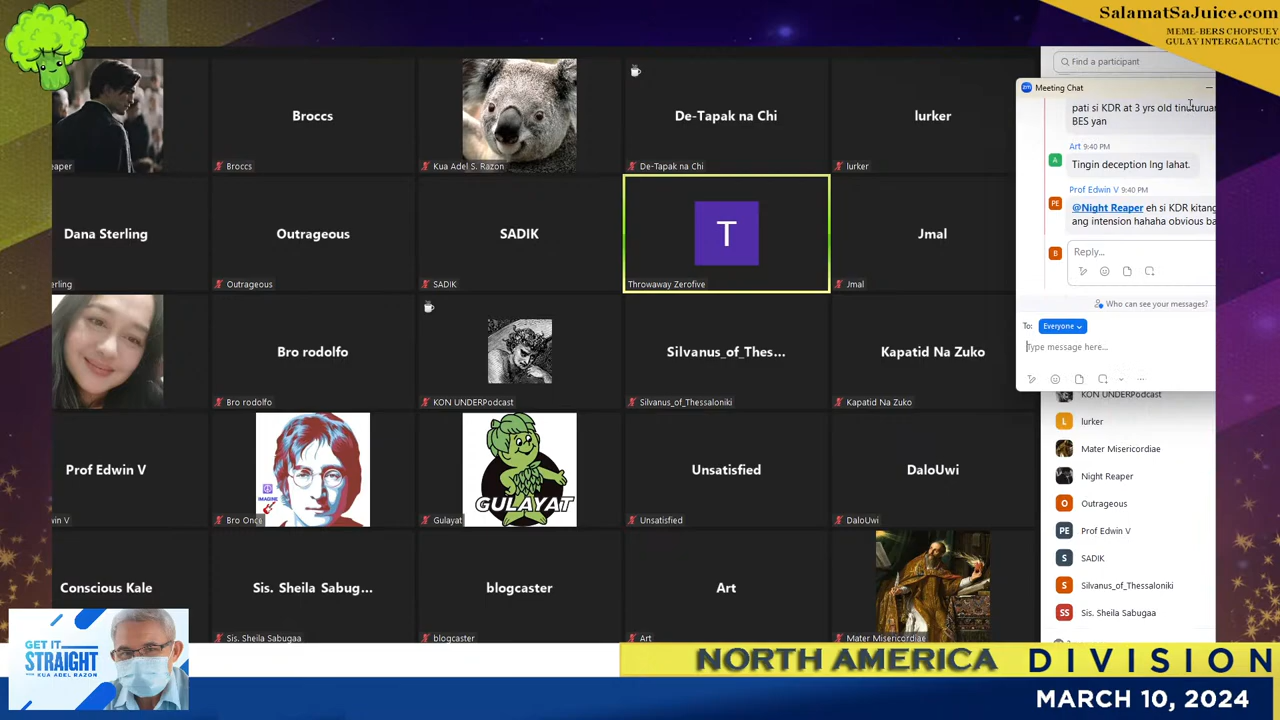 SalamatSaJuice.com
MEME-BERS CHOPSUEY
GULAY INTERGALACTIC
Find a participant
Meeting Chat
pati si KDR at 3 yrs old
BES yan
Art 9:40 PM
Tingin deception lng lahat.
Prof Edwin V 9:40 PM
@Night Reaper eh si KDR kitang
ang intension hahaha obvious ba
Reply...
Who can see your messages?
To: Everyone
Type message here...
KON UNDERPodcast
lurker
Mater Misericordiae
Night Reaper
Outrageous
Prof Edwin V
SADIK
Silvanus_of_Thessaloniki
Sis. Sheila Sabugaa
eaper
Broccs
Broccs
Kua Adel S. Razon
De-Tapak na Chi
De-Tapak na Chi
lurker
lurker
Dana Sterling
erling
Outrageous
Outrageous
SADIK
SADIK
T
Throwaway Zerofive
Jmal
Jmal
Bro rodolfo
Bro rodolfo
KON UNDERPodcast
Silvanus_of_Thes...
Silvanus_of_Thessaloniki
Kapatid Na Zuko
Kapatid Na Zuko
Prof Edwin V
win V
IMAGINE
Bro Once
GULAYAT
Gulayat
Unsatisfied
Unsatisfied
DaloUwi
DaloUwi
Conscious Kale
Sis. Sheila Sabug...
Sis. Sheila Sabugaa
blogcaster
blogcaster
Art
Art
Mater Misericordiae
GET IT
STRAIGHT
KUA ADEL RAZON
NORTH AMERICA DIVISION
MARCH 10, 2024